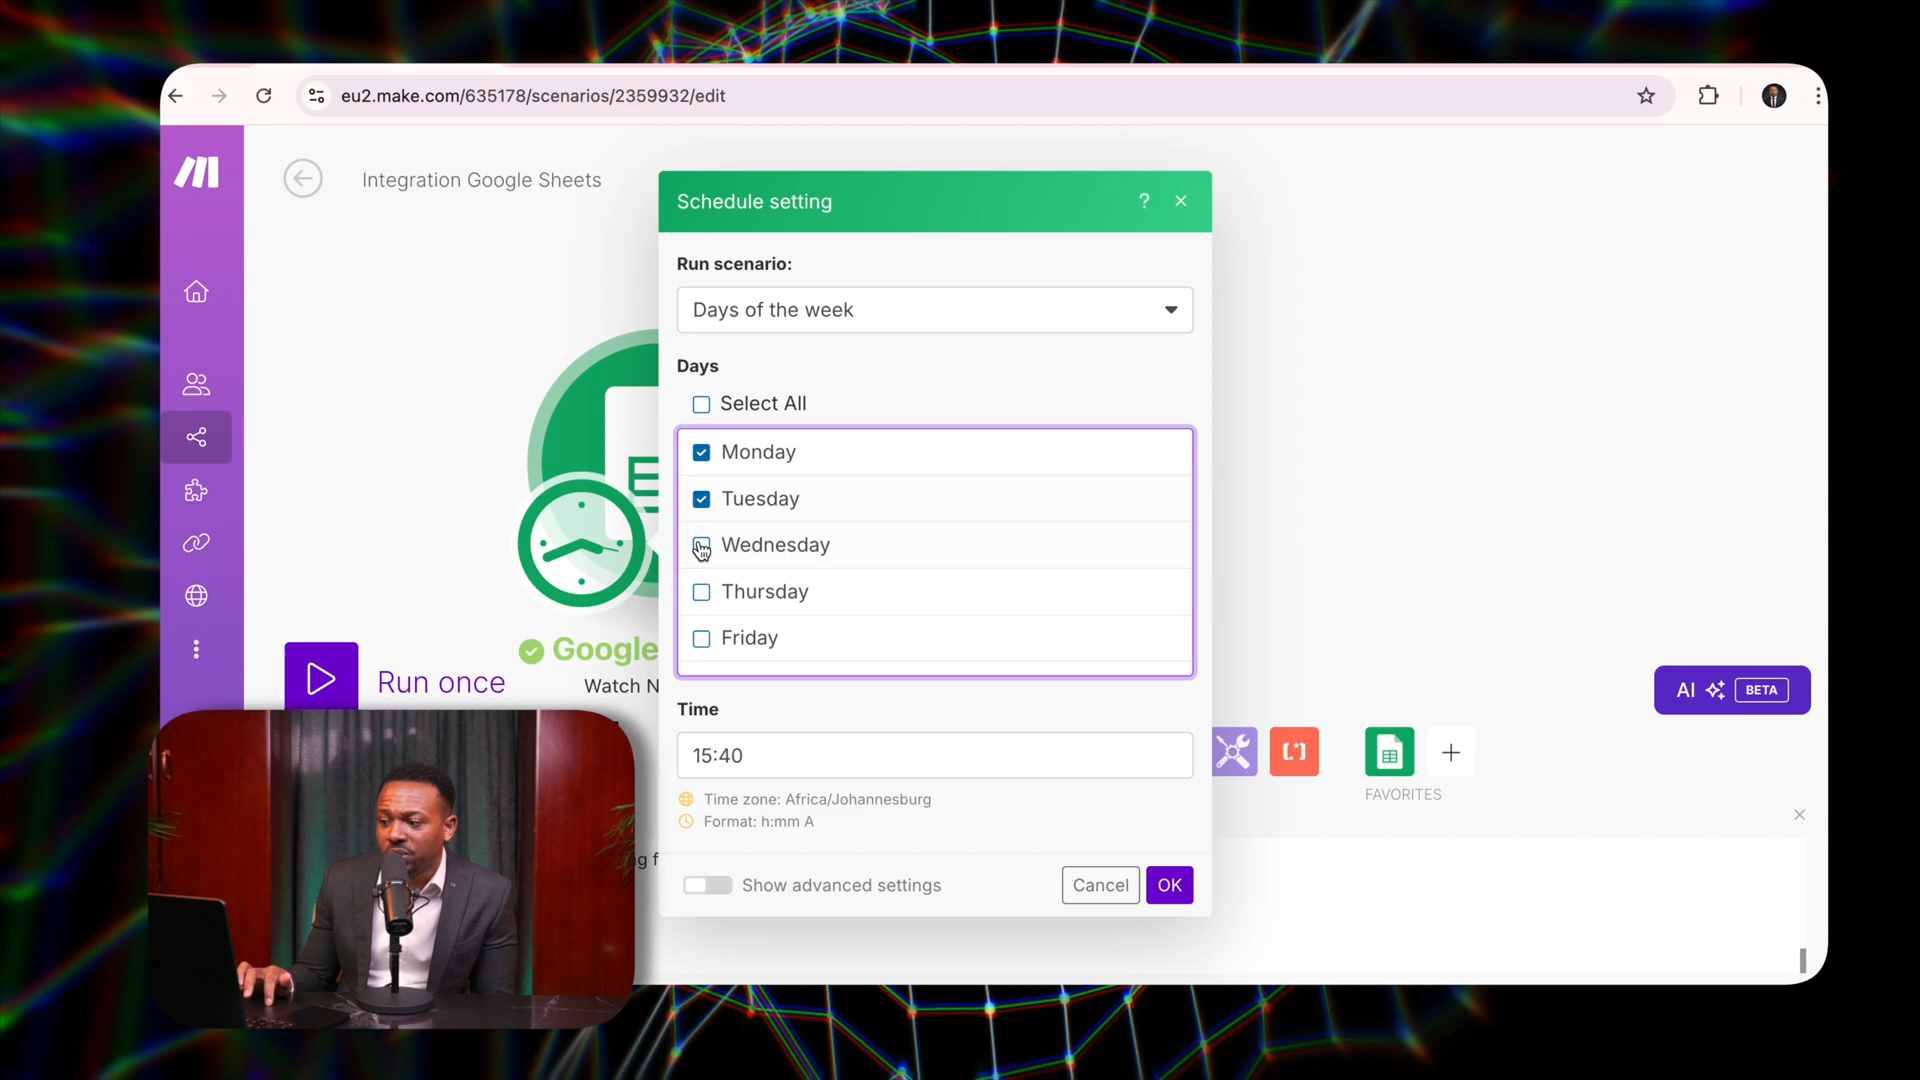 eu2.make.com/635178/scenarios/2359932/edit
Integration Google Sheets
Schedule setting
?
Run scenario:
Days of the week
Days
Select All
Monday
Tuesday
Wednesday
Thursday
Friday
Google
Watch N
Run once
AI BETA
Time
15:40
FAVORITES
Time zone: Africa/Johannesburg
Format: h:mm A
g f
Show advanced settings
Cancel
OK